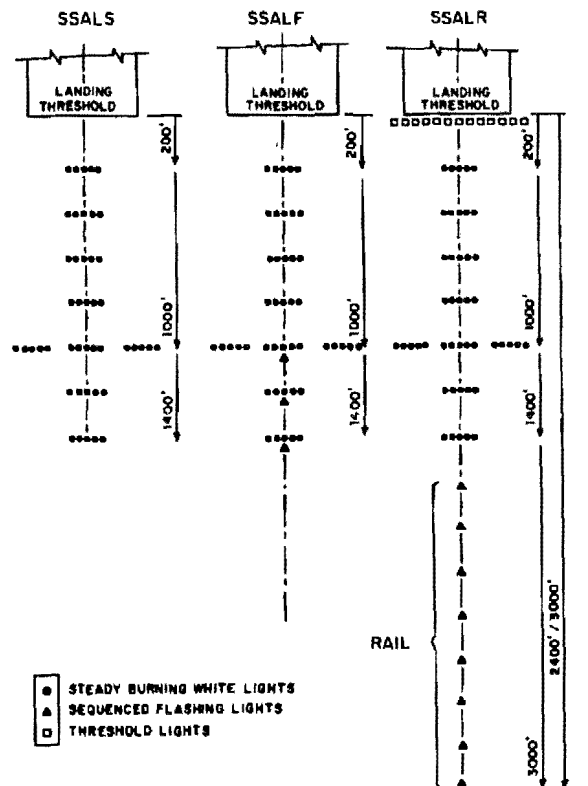 SSALS
SSALF
SSALR
LANDING
THRESHOLD
LANDING
THRESHOLD
LANDING
THRESHOLD
200'
200'
200'
1000'
1000'
1000'
1400'
1400'
1400'
RAIL
2400' / 3000'
3000'
STEADY BURNING WHITE LIGHTS
SEQUENCED FLASHING LIGHTS
THRESHOLD LIGHTS